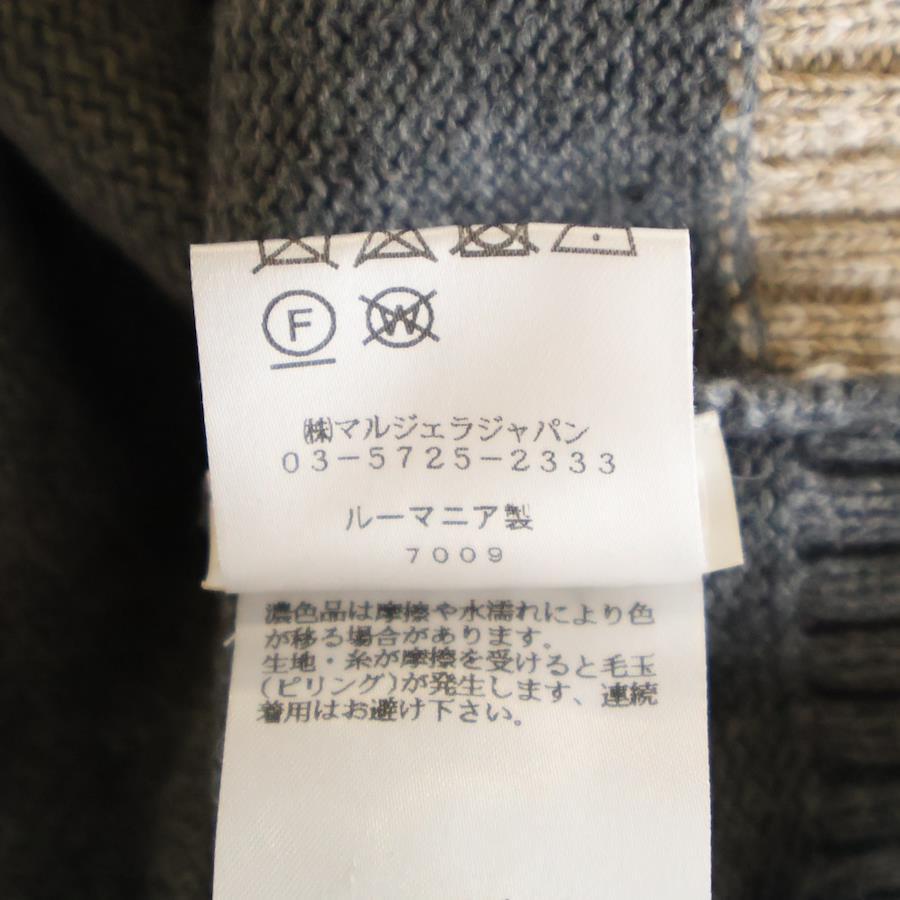 F W
㈱マルジェラジャパン
03-5725-2333
ルーマニア製
7009
濃色品は摩擦や水濡れにより色
が移る場合があります。
生地・糸が摩擦を受けると毛玉
(ピリング)が発生します、連続
着用はお避け下さい。